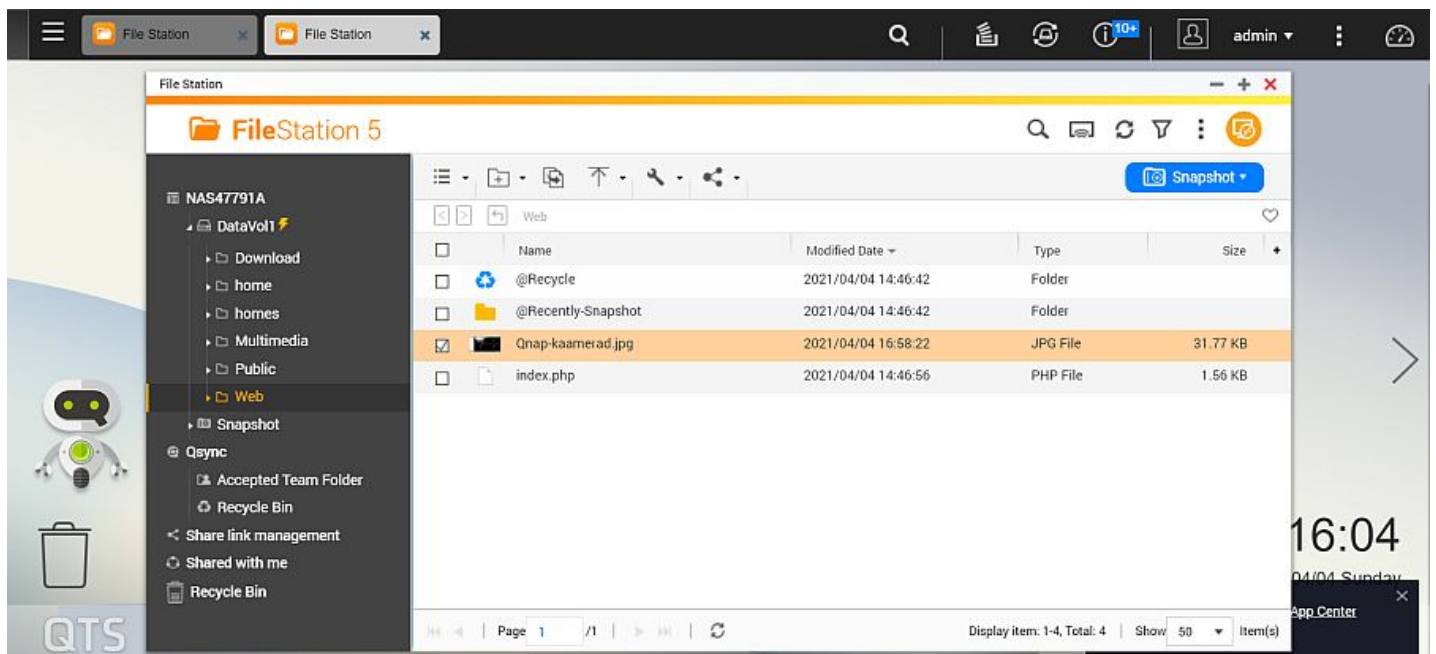 File Station
File Station
10+
admin
File Station
FileStation 5
Snapshot
NAS47791A
DataVol1
Download
home
homes
Multimedia
Public
Web
Snapshot
Qsync
Accepted Team Folder
Recycle Bin
Share link management
Shared with me
Recycle Bin
Web
Name Modified Date Type Size
@Recycle 2021/04/04 14:46:42 Folder
@Recently-Snapshot 2021/04/04 14:46:42 Folder
Qnap-kaamerad.jpg 2021/04/04 16:58:22 JPG File 31.77 KB
index.php 2021/04/04 14:46:56 PHP File 1.56 KB
Page 1 /1 Display item: 1-4, Total: 4 Show 50 Item(s)
16:04
04/04 Sunday
App Center
QTS